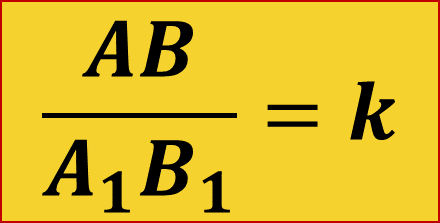 AB
A₁B₁ = k